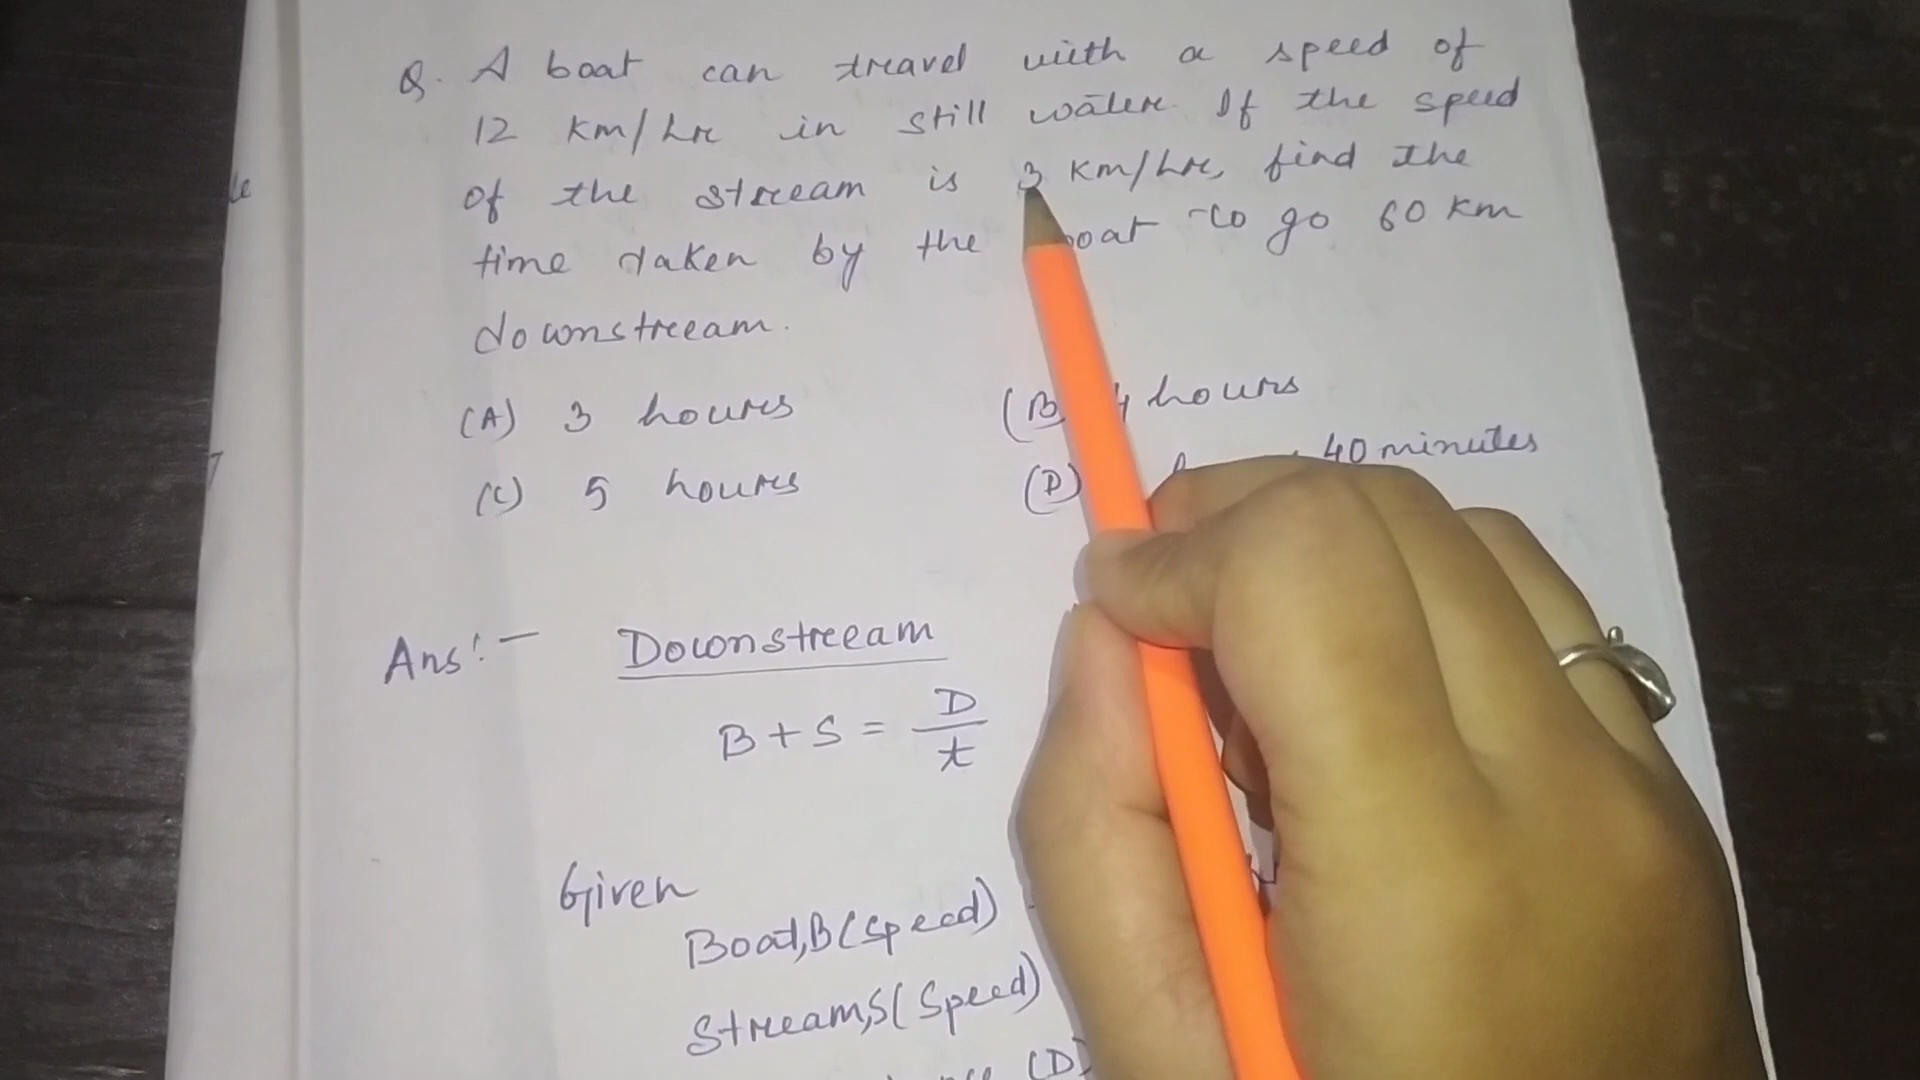 Q. A boat can travel with a speed of
12 km/hr in still water. If the speed
of the stream is 3 km/hr, find the
time taken by the boat to go 60 km
downstream.
(A) 3 hours (B) 4 hours
(C) 5 hours (D) 40 minutes
Ans:- Downstream
B + S = D/t
Given
Boat, B (Speed)
Stream, S (Speed)
(D)